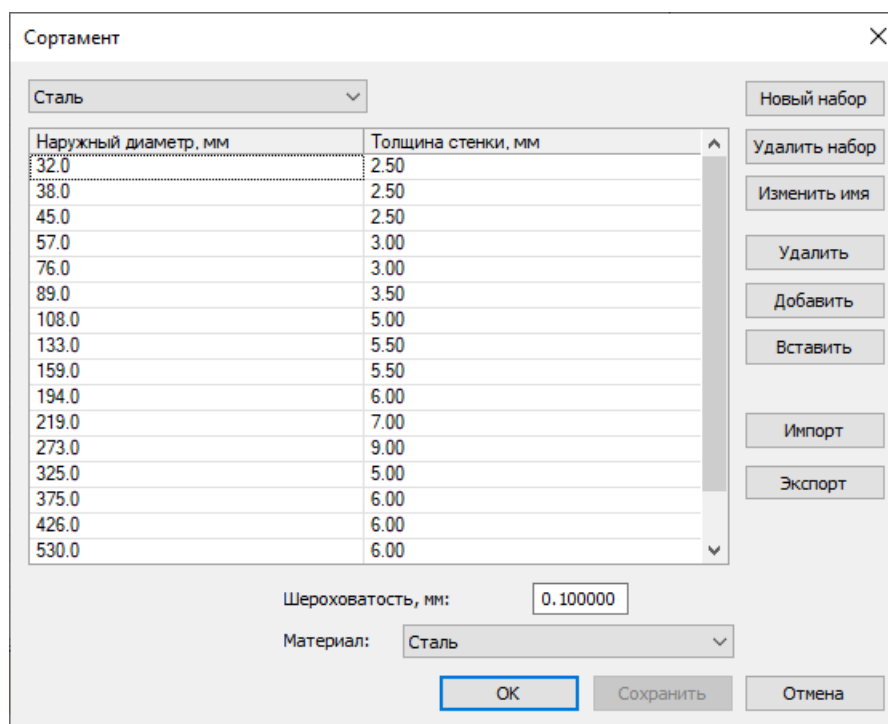 Сортамент
Сталь
Новый набор
Наружный диаметр, мм Толщина стенки, мм
Удалить набор
32.0 2.50
38.0 2.50
Изменить имя
45.0 2.50
57.0 3.00
Удалить
76.0 3.00
89.0 3.50
Добавить
108.0 5.00
133.0 5.50
Вставить
159.0 5.50
194.0 6.00
219.0 7.00
Импорт
273.0 9.00
325.0 5.00
Экспорт
375.0 6.00
426.0 6.00
530.0 6.00
Шероховатость, мм: 0.100000
Материал: Сталь
ОК Сохранить Отмена